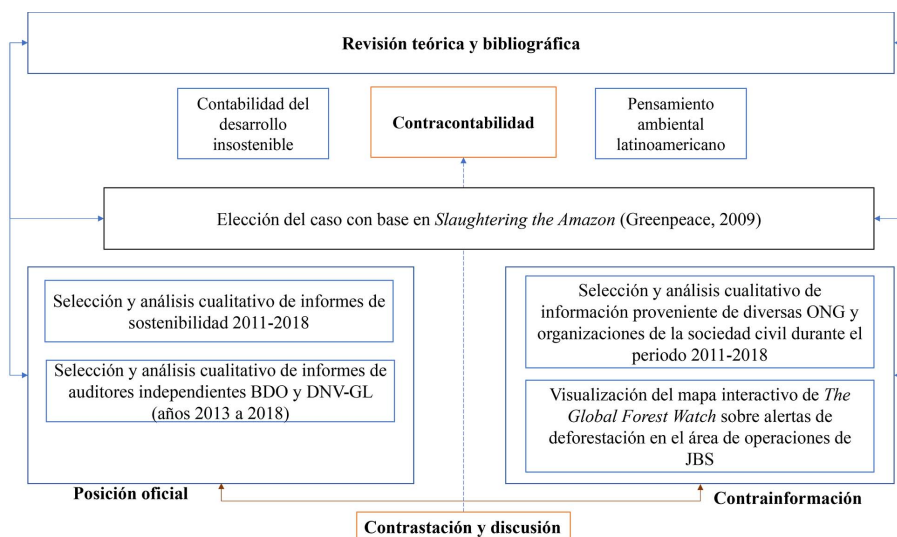 Revisión teórica y bibliográfica
Contabilidad del
desarrollo
insostenible
Contracontabilidad
Pensamiento
ambiental
latinoamericano
Elección del caso con base en Slaughtering the Amazon (Greenpeace, 2009)
Selección y análisis cualitativo de informes de
sostenibilidad 2011-2018
Selección y análisis cualitativo de informes de
auditores independientes BDO y DNV-GL
(años 2013 a 2018)
Posición oficial
Selección y análisis cualitativo de
información proveniente de diversas ONG y
organizaciones de la sociedad civil durante el
periodo 2011-2018
Visualización del mapa interactivo de The
Global Forest Watch sobre alertas de
deforestación en el área de operaciones de
JBS
Contrainformación
Contrastación y discusión